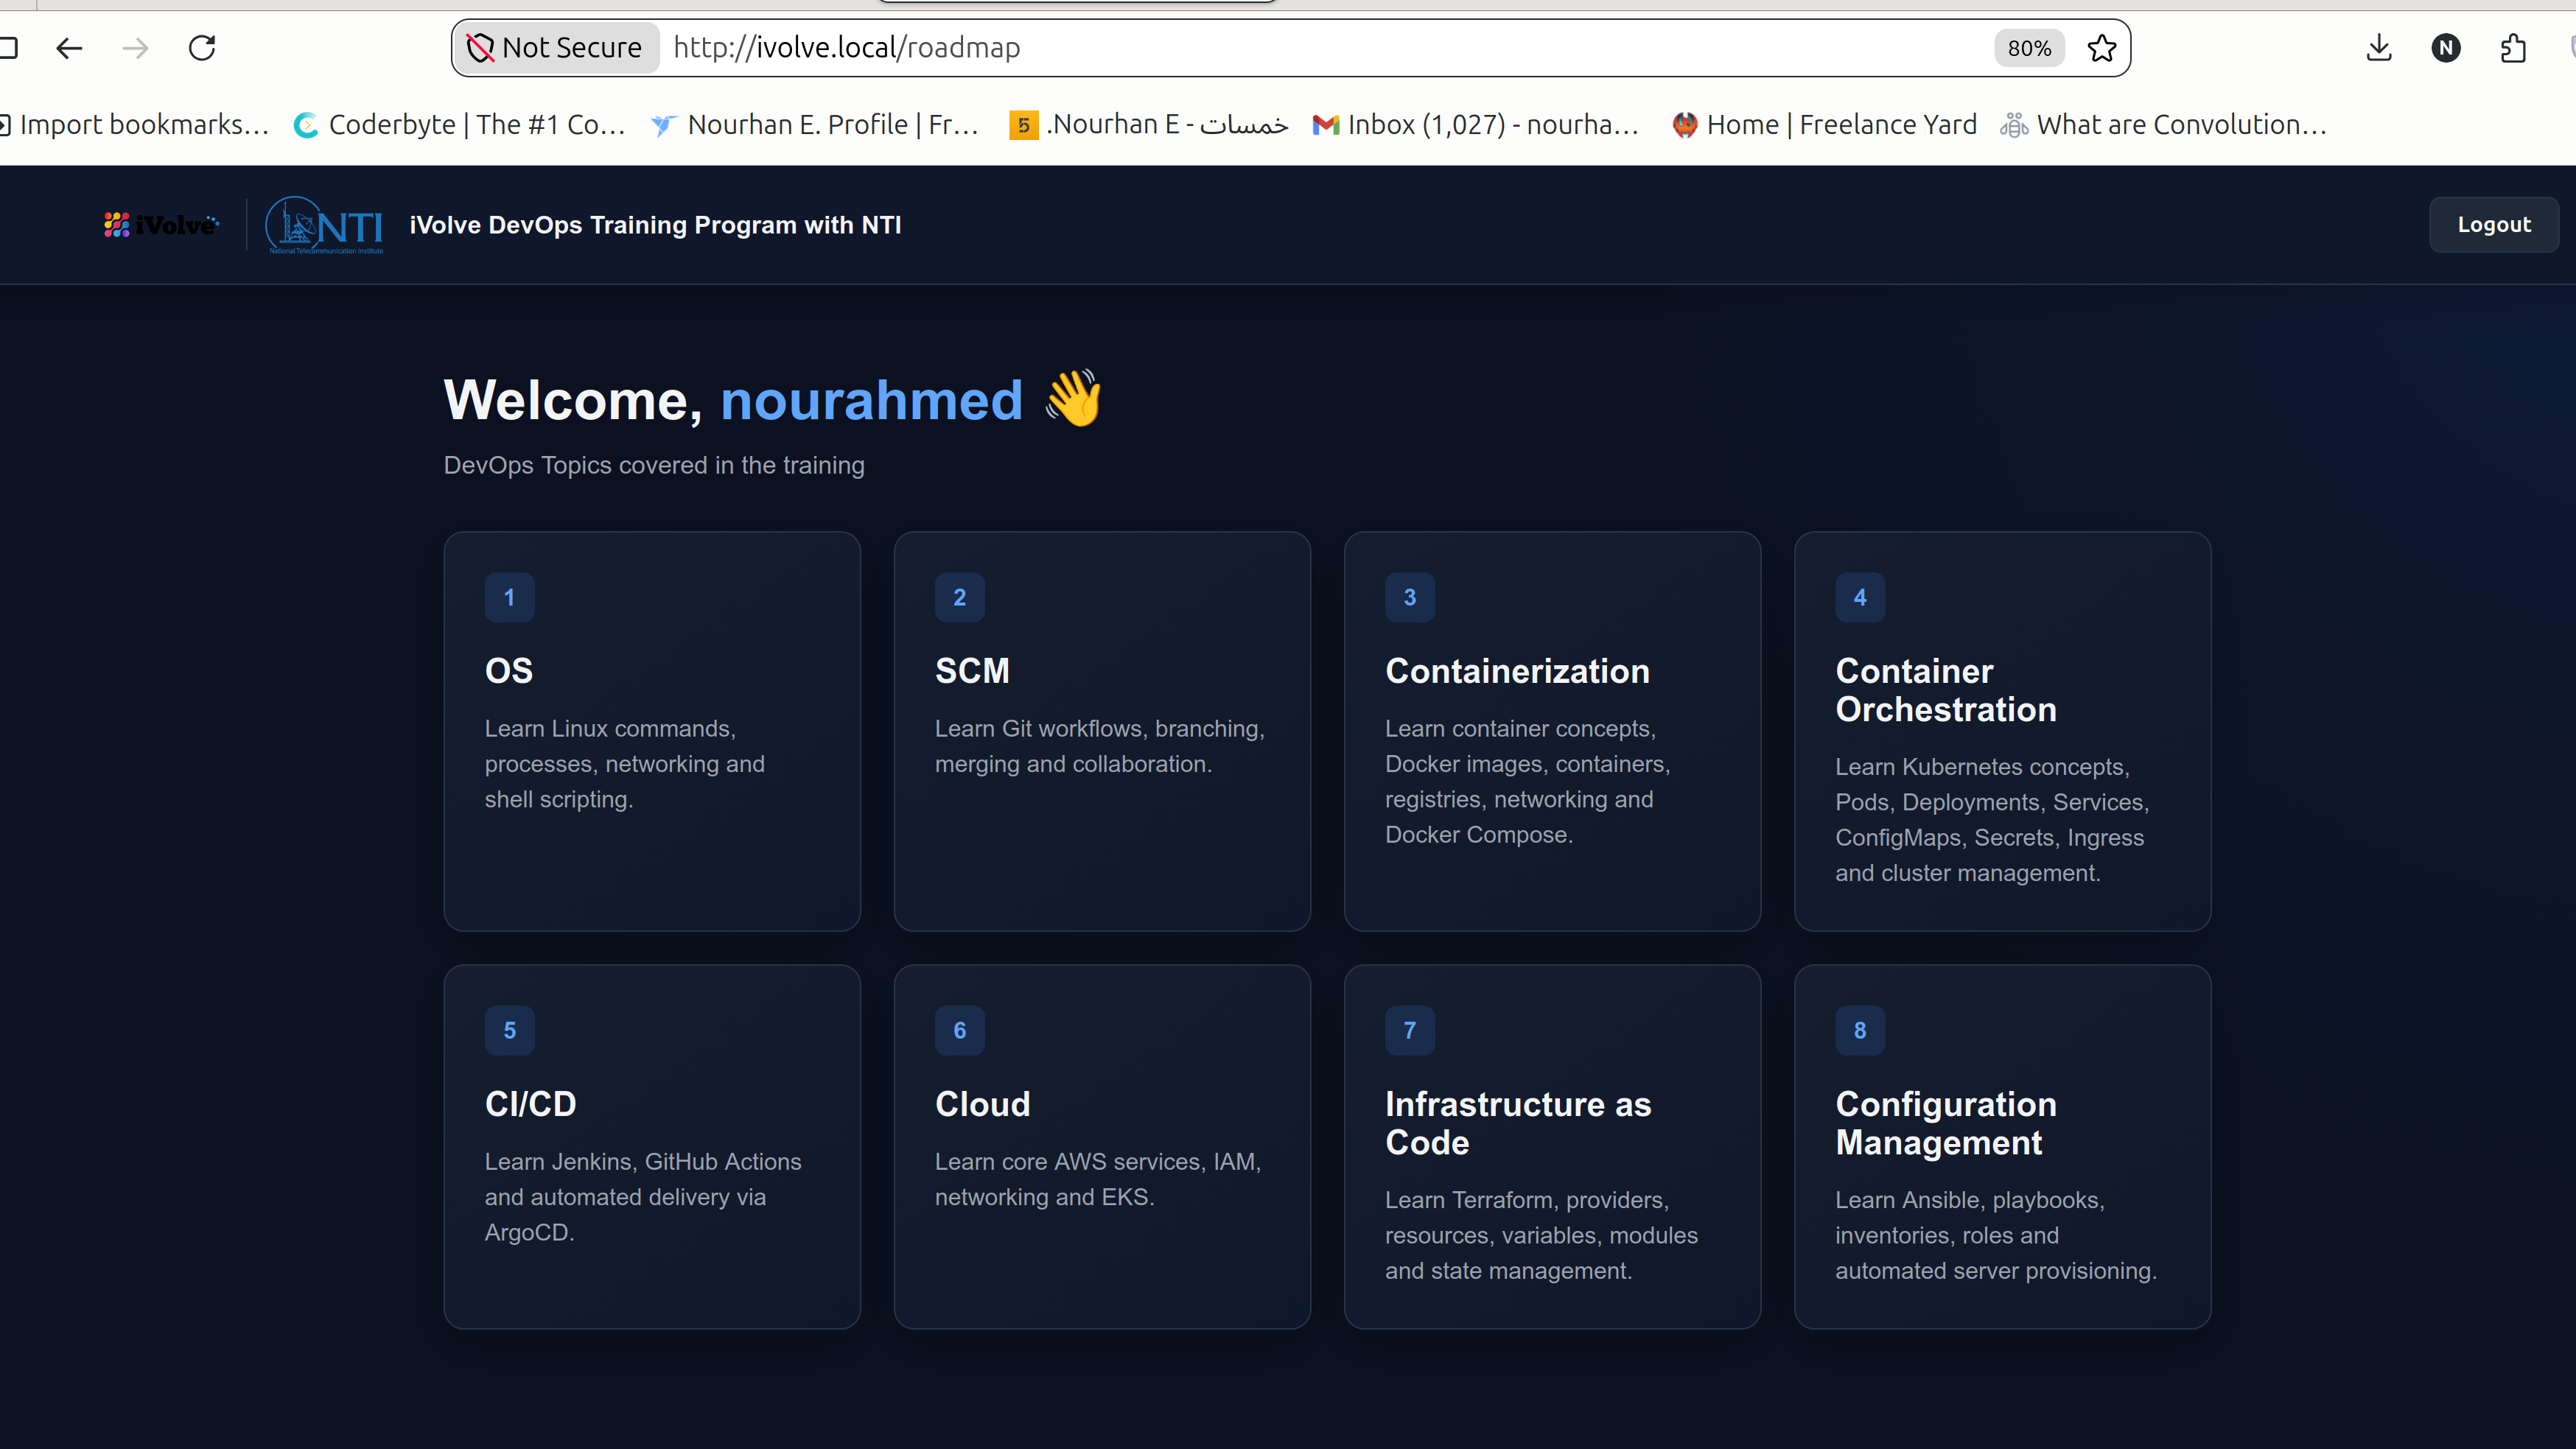 Not Secure http://ivolve.local/roadmap 80% N
Import bookmarks… Coderbyte | The #1 Co… Nourhan E. Profile | Fr… 5 .Nourhan E - خمسات Inbox (1,027) - nourha… Home | Freelance Yard What are Convolution…
iVolve NTI iVolve DevOps Training Program with NTI Logout
National Telecommunication Institute
Welcome, nourahmed 👋
DevOps Topics covered in the training
1
OS
Learn Linux commands,
processes, networking and
shell scripting.
2
SCM
Learn Git workflows, branching,
merging and collaboration.
3
Containerization
Learn container concepts,
Docker images, containers,
registries, networking and
Docker Compose.
4
Container
Orchestration
Learn Kubernetes concepts,
Pods, Deployments, Services,
ConfigMaps, Secrets, Ingress
and cluster management.
5
CI/CD
Learn Jenkins, GitHub Actions
and automated delivery via
ArgoCD.
6
Cloud
Learn core AWS services, IAM,
networking and EKS.
7
Infrastructure as
Code
Learn Terraform, providers,
resources, variables, modules
and state management.
8
Configuration
Management
Learn Ansible, playbooks,
inventories, roles and
automated server provisioning.